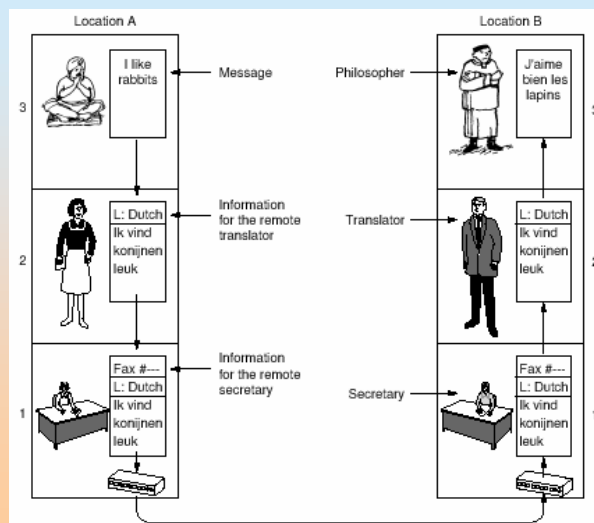 Location A
Location B
I like
rabbits
Message
Philosopher
J'aime
bien les
lapins
3
3
L: Dutch
Ik vind
konijnen
leuk
Information
for the remote
translator
Translator
L: Dutch
Ik vind
konijnen
leuk
2
2
Fax #---
L: Dutch
Ik vind
konijnen
leuk
Information
for the remote
secretary
Secretary
Fax #---
L: Dutch
Ik vind
konijnen
leuk
1